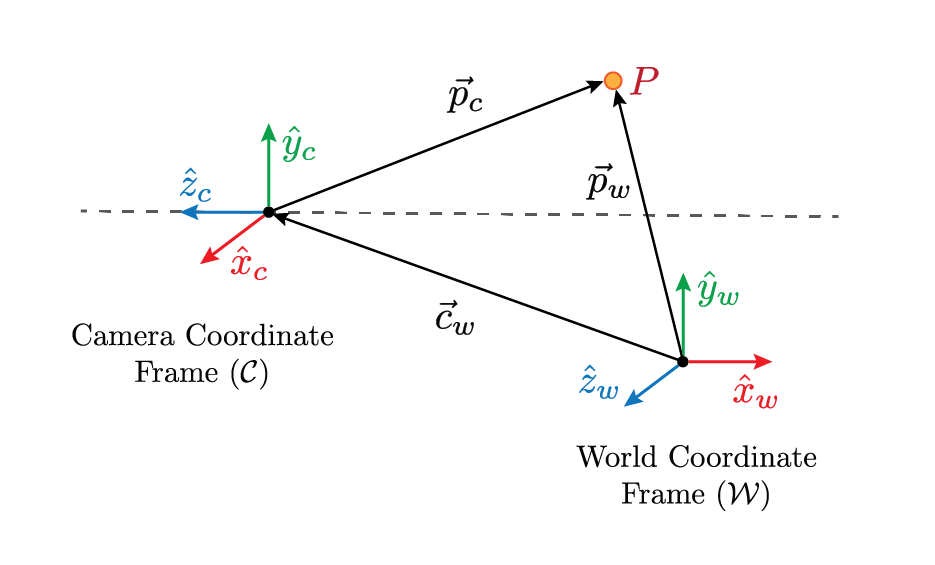 $\vec{p}_c$
$P$
$\hat{y}_c$
$\vec{p}_w$
$\hat{z}_c$
$\hat{x}_c$
$\hat{y}_w$
$\vec{c}_w$
Camera Coordinate
Frame ($\mathcal{C}$)
$\hat{z}_w$
$\hat{x}_w$
World Coordinate
Frame ($\mathcal{W}$)